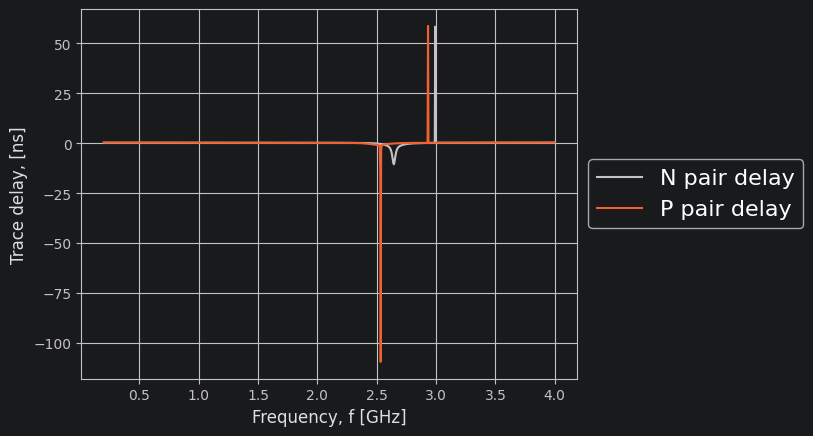 50
25
0
−25
−50
−75
−100
Trace delay, [ns]
0.5 1.0 1.5 2.0 2.5 3.0 3.5 4.0
Frequency, f [GHz]
N pair delay
P pair delay